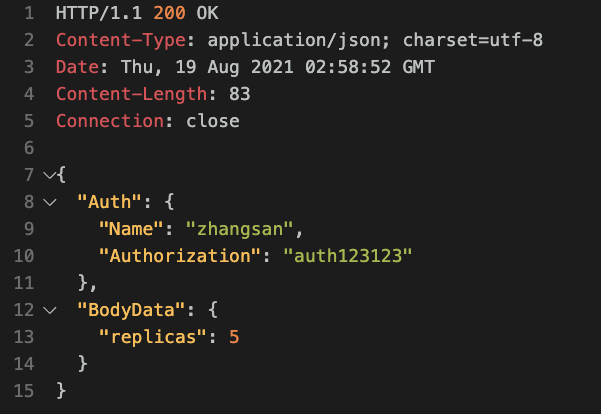 1 HTTP/1.1 200 OK
2 Content-Type: application/json; charset=utf-8
3 Date: Thu, 19 Aug 2021 02:58:52 GMT
4 Content-Length: 83
5 Connection: close
6
7 {
8   "Auth": {
9     "Name": "zhangsan",
10     "Authorization": "auth123123"
11   },
12   "BodyData": {
13     "replicas": 5
14   }
15 }